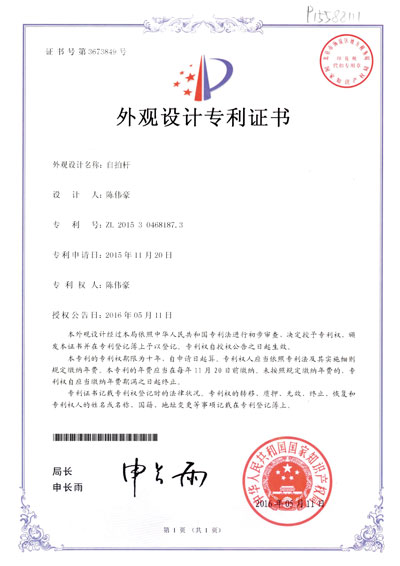 P15582111
证书号第3673849号
外观设计专利证书
外观设计名称：自拍杆
设计人：陈伟豪
专利号：ZL 2015 3 0468187.3
专利申请日：2015年11月20日
专利权人：陈伟豪
授权公告日：2016年05月11日
本外观设计经过本局依照中华人民共和国专利法进行初步审查，决定授予专利权，颁
发本证书并在专利登记簿上予以登记。专利权自授权公告之日起生效。
本专利的专利权期限为十年，自申请日起算。专利权人应当依照专利法及其实施细则
规定缴纳年费。本专利的年费应当在每年11月20日前缴纳。未按照规定缴纳年费的，专
利权自应当缴纳年费期满之日起终止。
专利证书记载专利权登记时的法律状况。专利权的转移、质押、无效、终止、恢复和
专利权人的姓名或名称、国籍、地址变更等事项记载在专利登记簿上。
局长
申长雨
申长雨
中华人民共和国国家知识产权局
2016年05月11日
第1页（共1页）